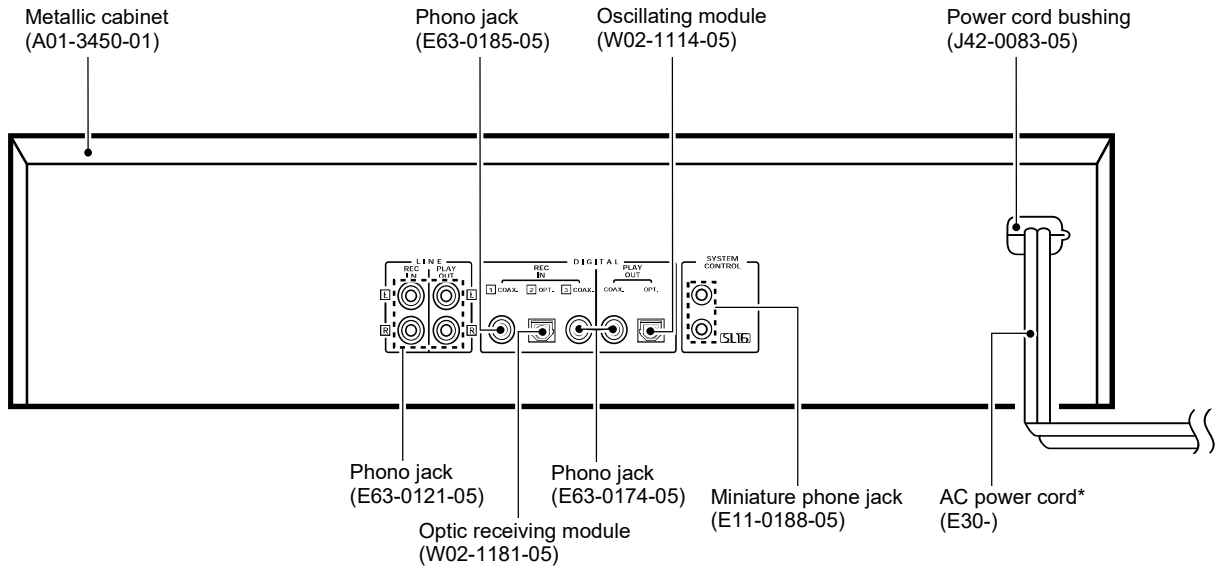 Metallic cabinet
(A01-3450-01)
Phono jack
(E63-0185-05)
Oscillating module
(W02-1114-05)
Power cord bushing
(J42-0083-05)
LINE
REC
IN
PLAY
OUT
L
L
R
R
DIGITAL
REC
IN
PLAY
OUT
1 COAX.
2 OPT.
3 COAX.
COAX.
OPT.
SYSTEM
CONTROL
SL16
Phono jack
(E63-0121-05)
Optic receiving module
(W02-1181-05)
Phono jack
(E63-0174-05)
Miniature phone jack
(E11-0188-05)
AC power cord*
(E30-)